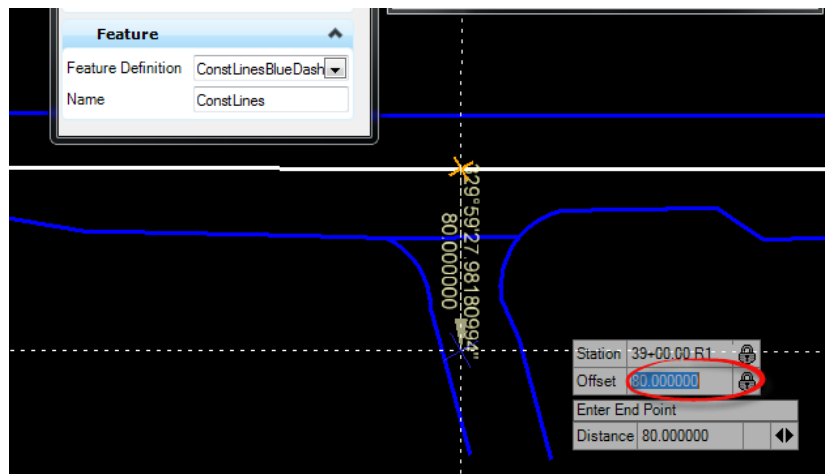 Feature
Feature Definition ConstLinesBlueDash
Name ConstLines
329°59'27.98180994"
80.000000
Station 39+00.00 R1
Offset 80.000000
Enter End Point
Distance 80.000000